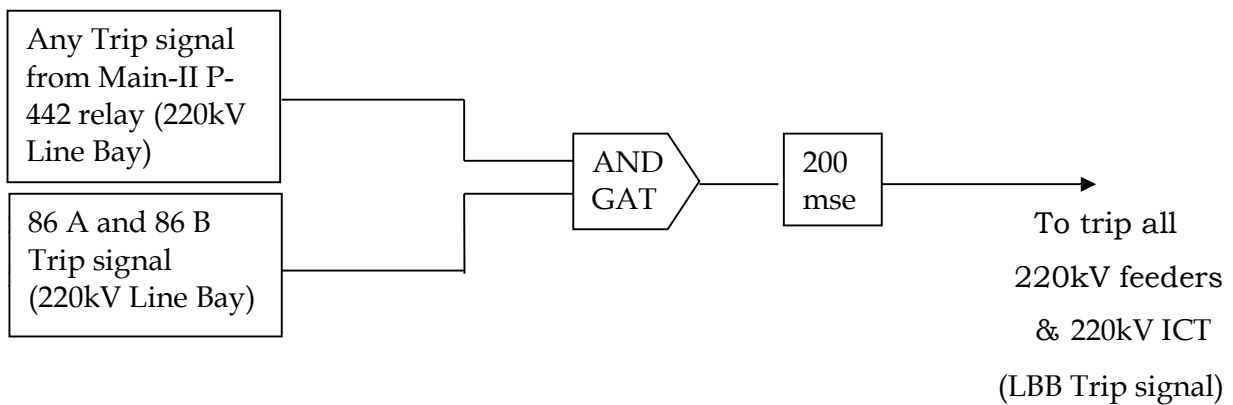 Any Trip signal
from Main-II P-
442 relay (220kV
Line Bay)
86 A and 86 B
Trip signal
(220kV Line Bay)
AND
GAT
200
mse
To trip all
220kV feeders
& 220kV ICT
(LBB Trip signal)